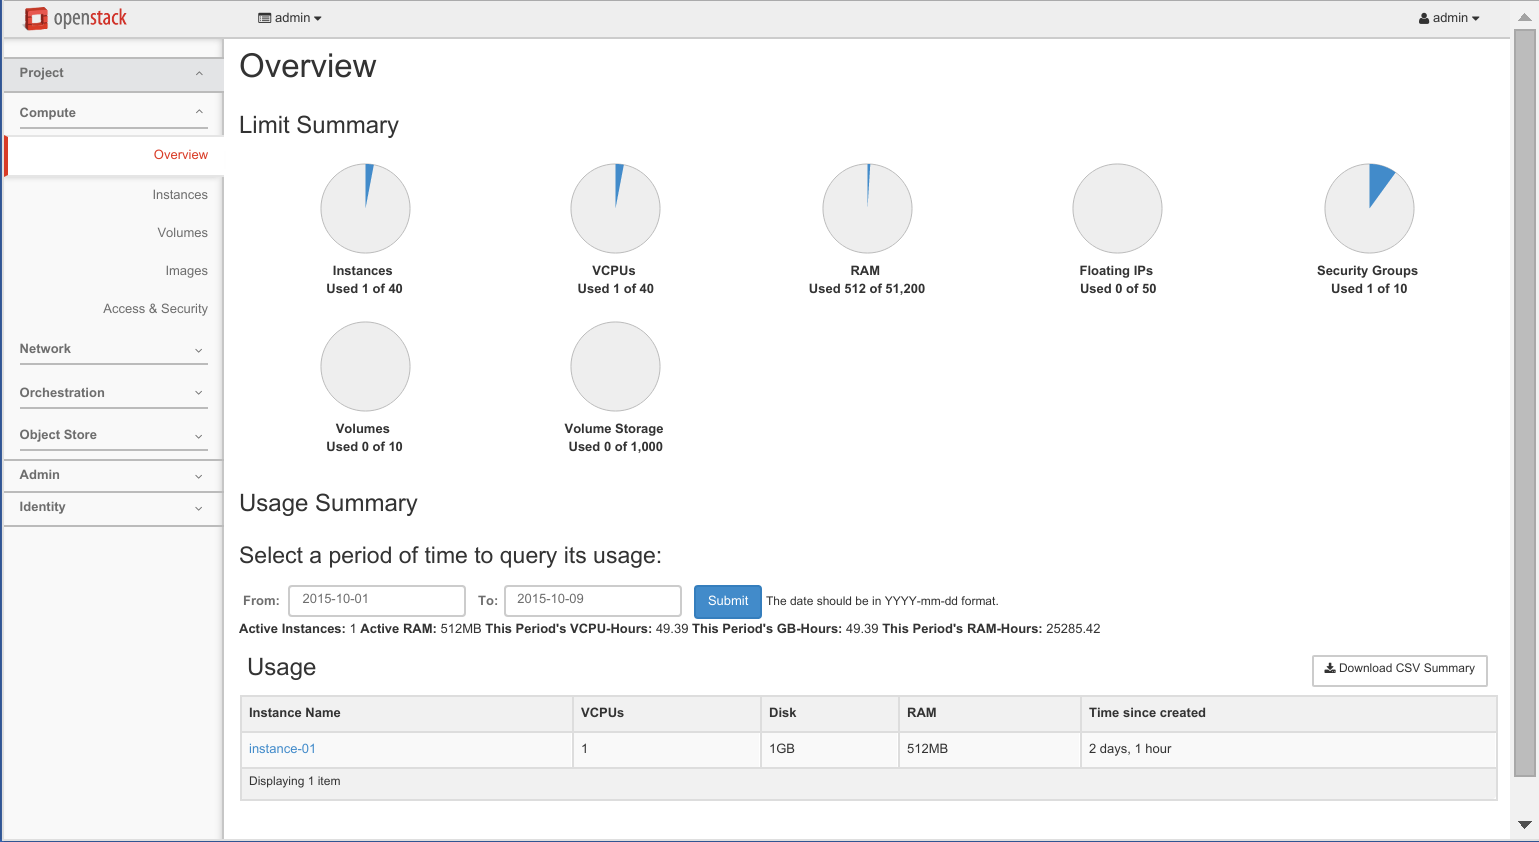 openstack
admin
admin
Project
Compute
Overview
Instances
Volumes
Images
Access & Security
Network
Orchestration
Object Store
Admin
Identity
Overview
Limit Summary
Instances
Used 1 of 40
VCPUs
Used 1 of 40
RAM
Used 512 of 51,200
Floating IPs
Used 0 of 50
Security Groups
Used 1 of 10
Volumes
Used 0 of 10
Volume Storage
Used 0 of 1,000
Usage Summary
Select a period of time to query its usage:
From: 2015-10-01 To: 2015-10-09 Submit The date should be in YYYY-mm-dd format.
Active Instances: 1 Active RAM: 512MB This Period's VCPU-Hours: 49.39 This Period's GB-Hours: 49.39 This Period's RAM-Hours: 25285.42
Usage
Download CSV Summary
Instance Name VCPUs Disk RAM Time since created
instance-01 1 1GB 512MB 2 days, 1 hour
Displaying 1 item